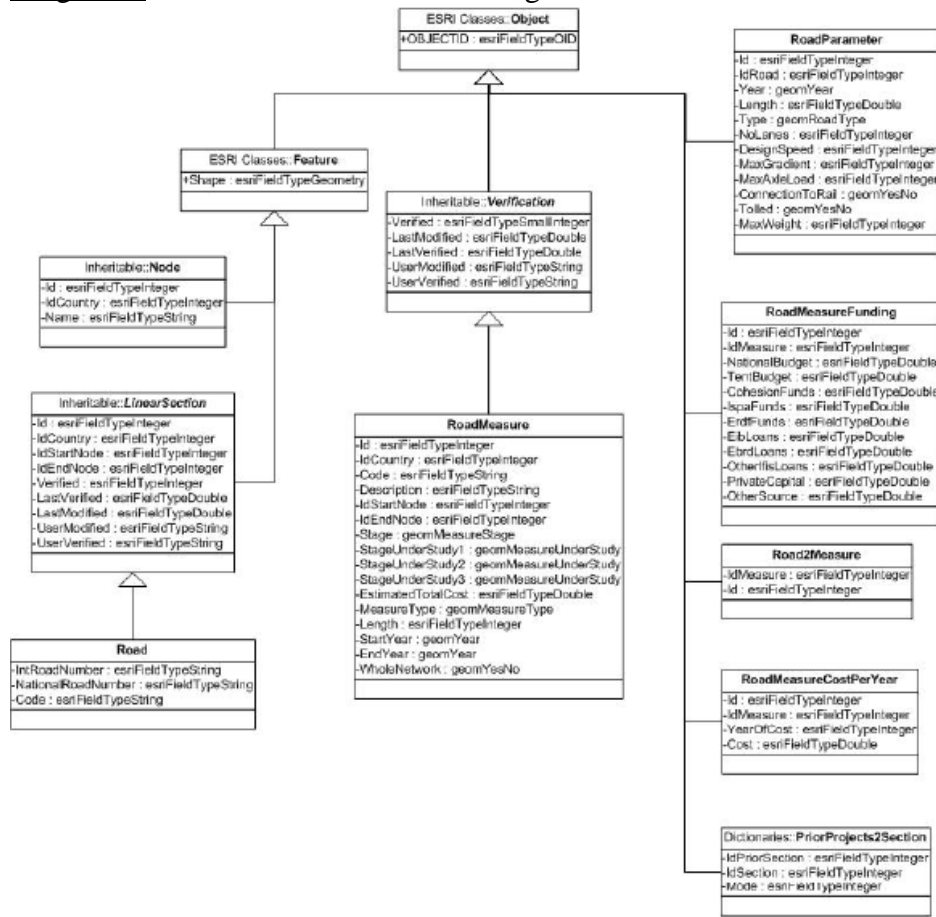 ESRI Classes::Object
+OBJECTID : esriFieldTypeOID
RoadParameter
-Id : esriFieldTypeInteger
-IdRoad : esriFieldTypeInteger
-Year : geomYear
-Length : esriFieldTypeDouble
-Type : geomRoadType
-NoLanes : esriFieldTypeInteger
-DesignSpeed : esriFieldTypeInteger
-MaxGradient : esriFieldTypeInteger
-MaxAxleLoad : esriFieldTypeInteger
-ConnectionToRail : geomYesNo
-Tolled : geomYesNo
-MaxWeight : esriFieldTypeInteger
ESRI Classes::Feature
+Shape : esriFieldTypeGeometry
Inheritable::Verification
-Verified : esriFieldTypeSmallInteger
-LastModified : esriFieldTypeDouble
-LastVerified : esriFieldTypeDouble
-UserModified : esriFieldTypeString
-UserVerified : esriFieldTypeString
Inheritable::Node
-Id : esriFieldTypeInteger
-IdCountry : esriFieldTypeInteger
-Name : esriFieldTypeString
RoadMeasureFunding
-Id : esriFieldTypeInteger
-IdMeasure : esriFieldTypeInteger
-NationalBudget : esriFieldTypeDouble
-TentBudget : esriFieldTypeDouble
-CohesionFunds : esriFieldTypeDouble
-IspaFunds : esriFieldTypeDouble
-ErdfFunds : esriFieldTypeDouble
-EibLoans : esriFieldTypeDouble
-EbrdLoans : esriFieldTypeDouble
-OtherIfisLoans : esriFieldTypeDouble
-PrivateCapital : esriFieldTypeDouble
-OtherSource : esriFieldTypeDouble
Inheritable::LinearSection
-Id : esriFieldTypeInteger
-IdCountry : esriFieldTypeInteger
-IdStartNode : esriFieldTypeInteger
-IdEndNode : esriFieldTypeInteger
-Verified : esriFieldTypeInteger
-LastVerified : esriFieldTypeDouble
-LastModified : esriFieldTypeDouble
-UserModified : esriFieldTypeString
-UserVerified : esriFieldTypeString
RoadMeasure
-Id : esriFieldTypeInteger
-IdCountry : esriFieldTypeInteger
-Code : esriFieldTypeString
-Description : esriFieldTypeString
-IdStartNode : esriFieldTypeInteger
-IdEndNode : esriFieldTypeInteger
-Stage : geomMeasureStage
-StageUnderStudy1 : geomMeasureUnderStudy
-StageUnderStudy2 : geomMeasureUnderStudy
-StageUnderStudy3 : geomMeasureUnderStudy
-EstimatedTotalCost : esriFieldTypeDouble
-MeasureType : geomMeasureType
-Length : esriFieldTypeInteger
-StartYear : geomYear
-EndYear : geomYear
-WholeNetwork : geomYesNo
Road2Measure
-IdMeasure : esriFieldTypeInteger
-Id : esriFieldTypeInteger
Road
-IntRoadNumber : esriFieldTypeString
-NationalRoadNumber : esriFieldTypeString
-Code : esriFieldTypeString
RoadMeasureCostPerYear
-Id : esriFieldTypeInteger
-IdMeasure : esriFieldTypeInteger
-YearOfCost : esriFieldTypeInteger
-Cost : esriFieldTypeDouble
Dictionaries::PriorProjects2Section
-IdPriorSection : esriFieldTypeInteger
-IdSection : esriFieldTypeInteger
-Mode : esriFieldTypeInteger